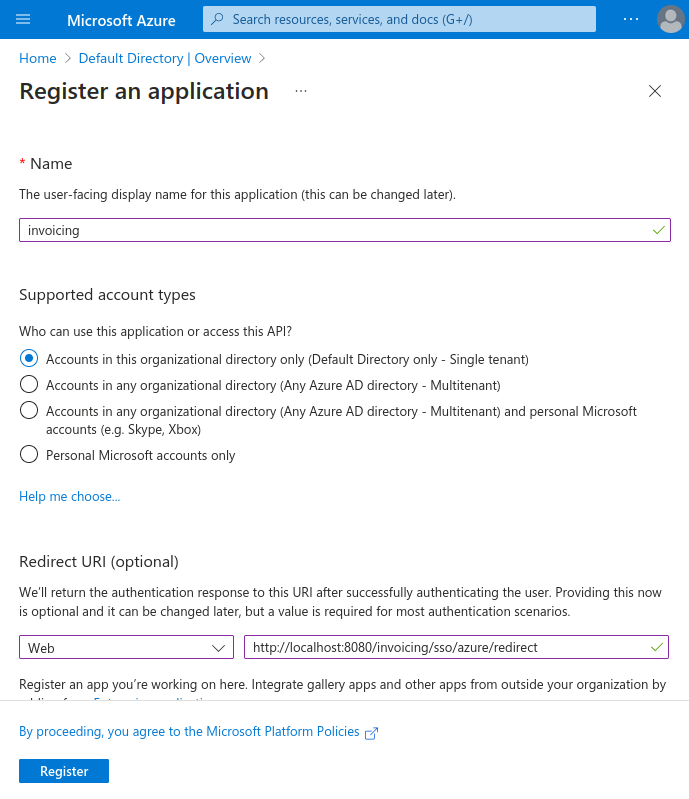 Microsoft Azure
Search resources, services, and docs (G+/)
Home > Default Directory | Overview >
Register an application ...
* Name
The user-facing display name for this application (this can be changed later).
invoicing
Supported account types
Who can use this application or access this API?
Accounts in this organizational directory only (Default Directory only - Single tenant)
Accounts in any organizational directory (Any Azure AD directory - Multitenant)
Accounts in any organizational directory (Any Azure AD directory - Multitenant) and personal Microsoft
accounts (e.g. Skype, Xbox)
Personal Microsoft accounts only
Help me choose...
Redirect URI (optional)
We'll return the authentication response to this URI after successfully authenticating the user. Providing this now
is optional and it can be changed later, but a value is required for most authentication scenarios.
Web
http://localhost:8080/invoicing/sso/azure/redirect
Register an app you're working on here. Integrate gallery apps and other apps from outside your organization by
By proceeding, you agree to the Microsoft Platform Policies
Register